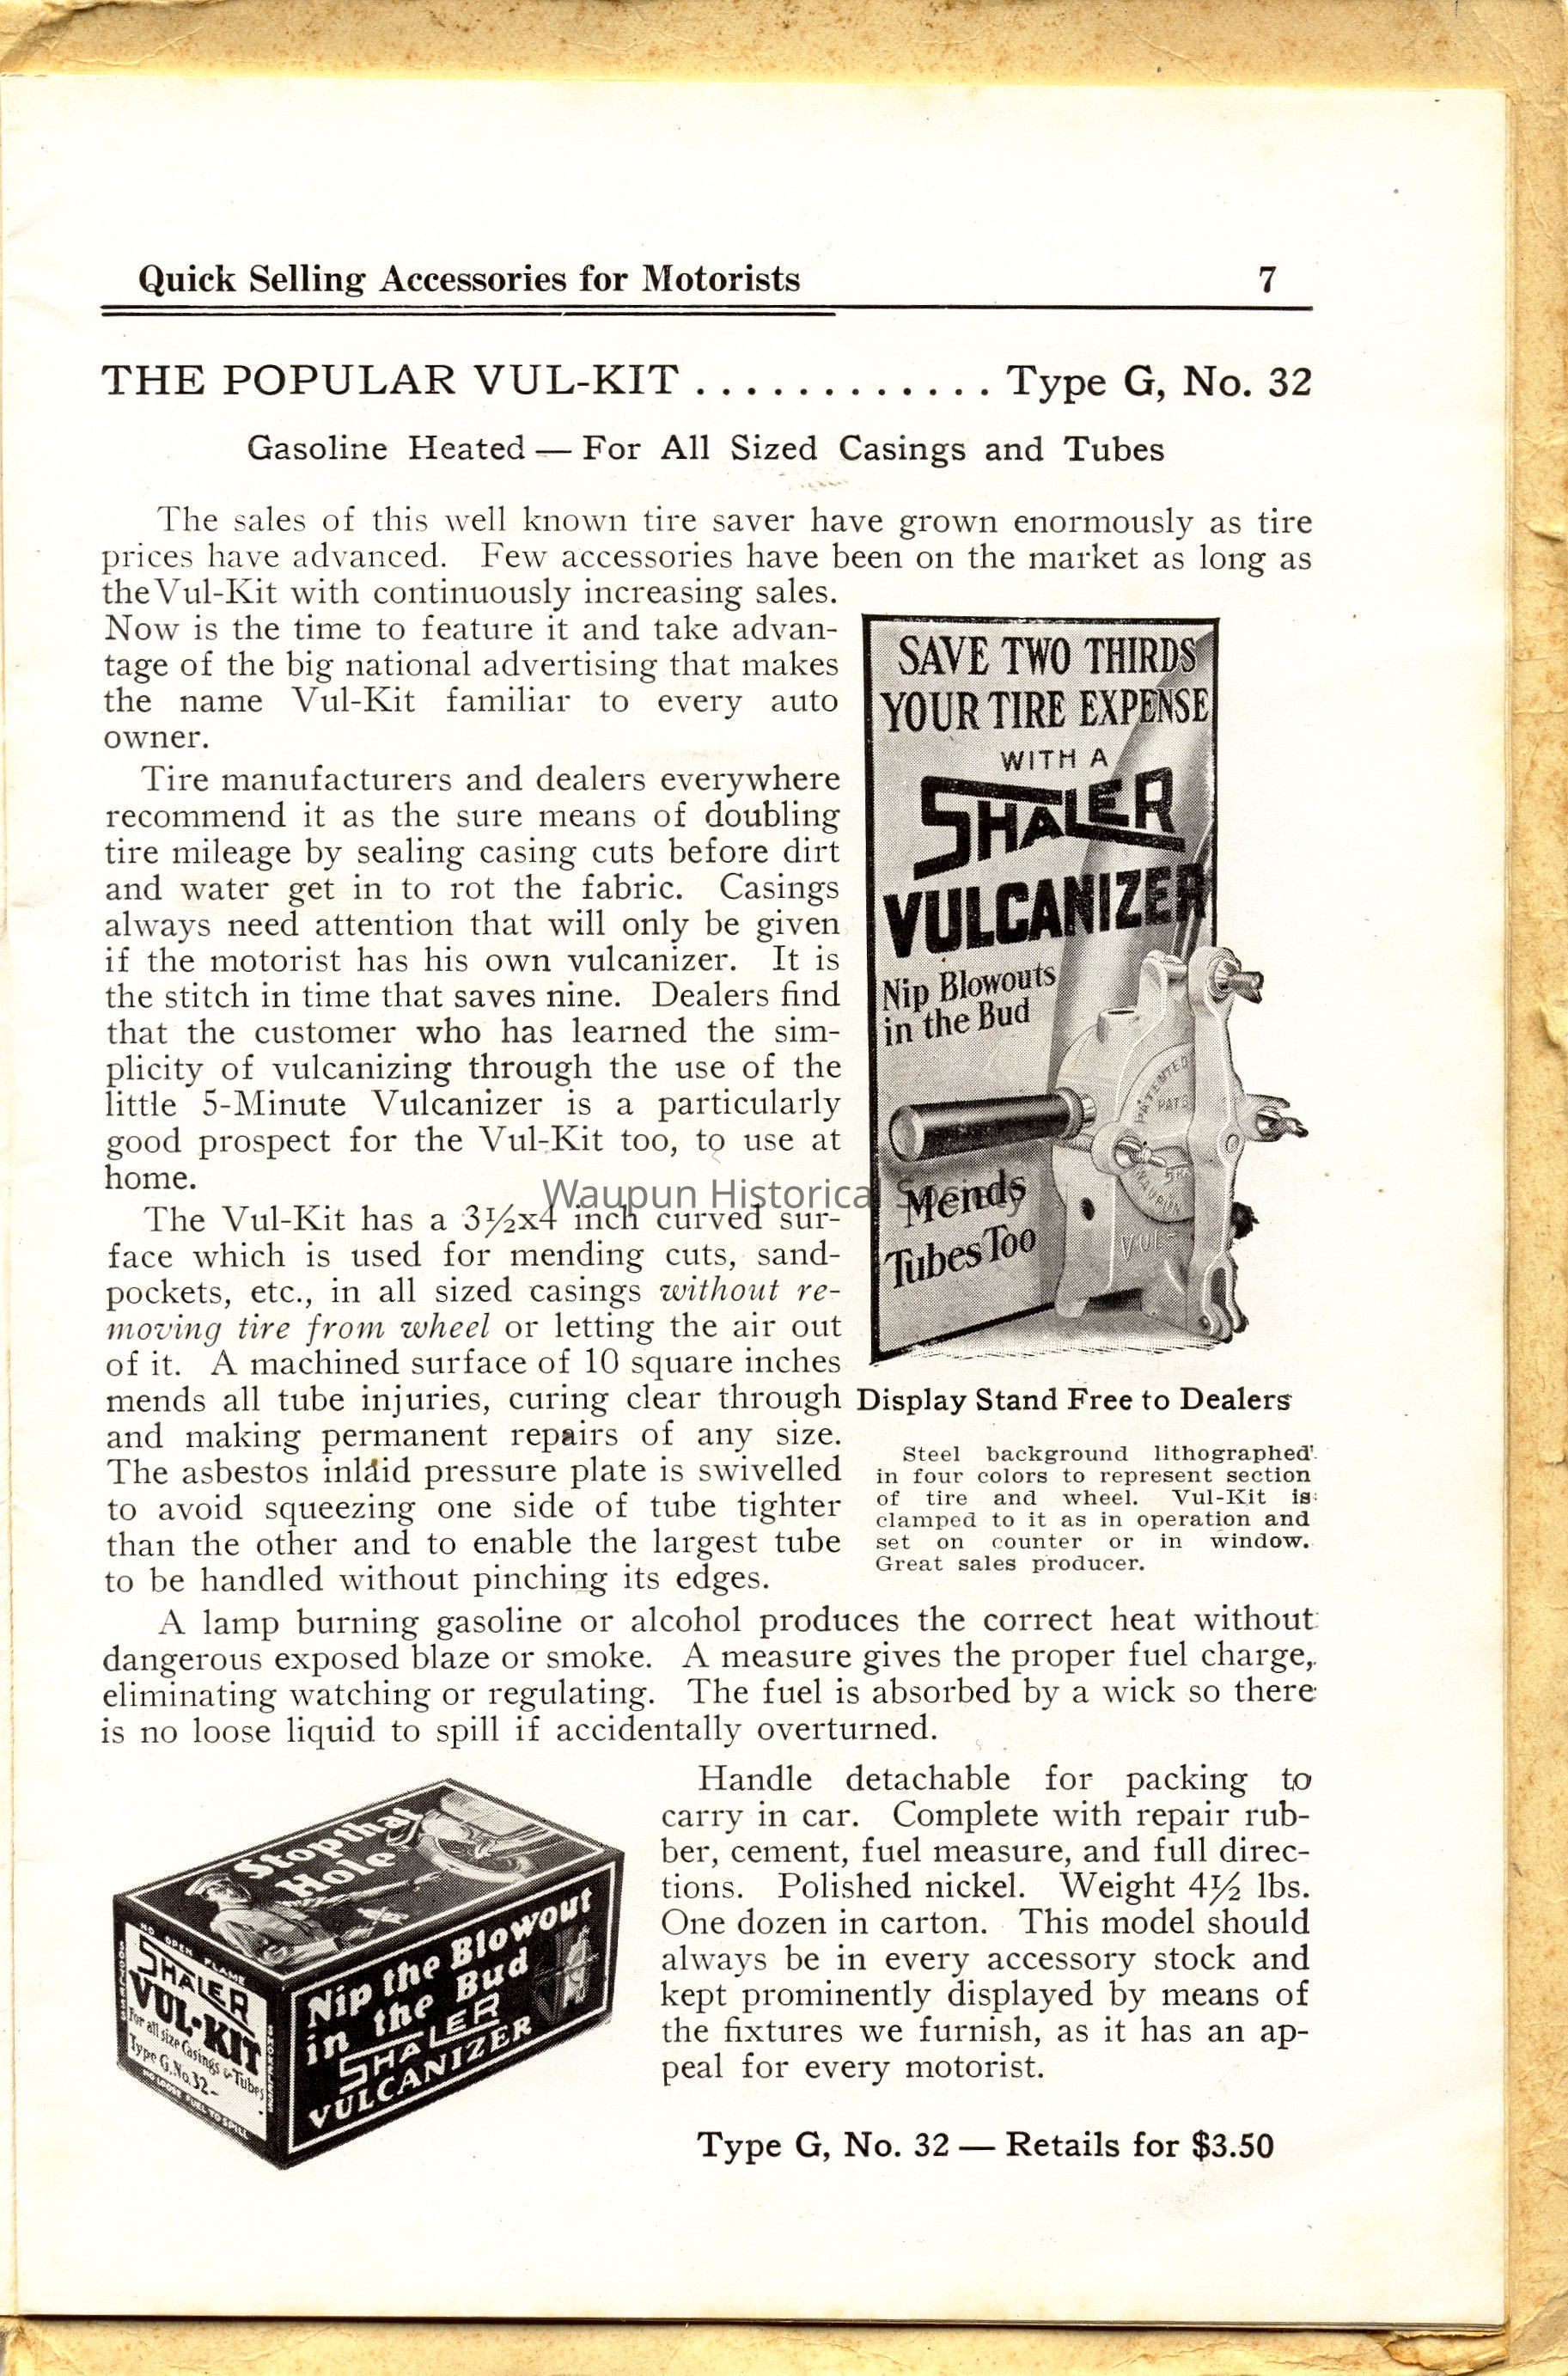 Quick Selling Accessories for Motorists 7
THE POPULAR VUL-KIT ............ Type G, No. 32
Gasoline Heated — For All Sized Casings and Tubes
The sales of this well known tire saver have grown enormously as tire
prices have advanced. Few accessories have been on the market as long as
the Vul-Kit with continuously increasing sales.
Now is the time to feature it and take advan-
tage of the big national advertising that makes
the name Vul-Kit familiar to every auto
owner.
Tire manufacturers and dealers everywhere
recommend it as the sure means of doubling
tire mileage by sealing casing cuts before dirt
and water get in to rot the fabric. Casings
always need attention that will only be given
if the motorist has his own vulcanizer. It is
the stitch in time that saves nine. Dealers find
that the customer who has learned the sim-
plicity of vulcanizing through the use of the
little 5-Minute Vulcanizer is a particularly
good prospect for the Vul-Kit too, to use at
home.
The Vul-Kit has a 3½x4 inch curved sur-
face which is used for mending cuts, sand-
pockets, etc., in all sized casings without re-
moving tire from wheel or letting the air out
of it. A machined surface of 10 square inches
mends all tube injuries, curing clear through
and making permanent repairs of any size.
The asbestos inlaid pressure plate is swivelled
to avoid squeezing one side of tube tighter
than the other and to enable the largest tube
to be handled without pinching its edges.
SAVE TWO THIRDS
YOUR TIRE EXPENSE
WITH A
SHALER
VULCANIZER
Nip Blowouts
in the Bud
PATENTED
PATS
WAUPUN
VUL-
Mends
Tubes Too
Waupun Historical Society
Display Stand Free to Dealers
Steel background lithographed
in four colors to represent section
of tire and wheel. Vul-Kit is
clamped to it as in operation and
set on counter or in window.
Great sales producer.
A lamp burning gasoline or alcohol produces the correct heat without
dangerous exposed blaze or smoke. A measure gives the proper fuel charge,
eliminating watching or regulating. The fuel is absorbed by a wick so there
is no loose liquid to spill if accidentally overturned.
Stop that
Hole
NO OPEN FLAME
SHALER
VUL-KIT
For all size Casings & Tubes
Type G. No. 32-
NO LOOSE FUEL TO SPILL
Nip the Blowout
in the Bud
SHALER
VULCANIZER
Handle detachable for packing to
carry in car. Complete with repair rub-
ber, cement, fuel measure, and full direc-
tions. Polished nickel. Weight 4½ lbs.
One dozen in carton. This model should
always be in every accessory stock and
kept prominently displayed by means of
the fixtures we furnish, as it has an ap-
peal for every motorist.
Type G, No. 32 — Retails for $3.50